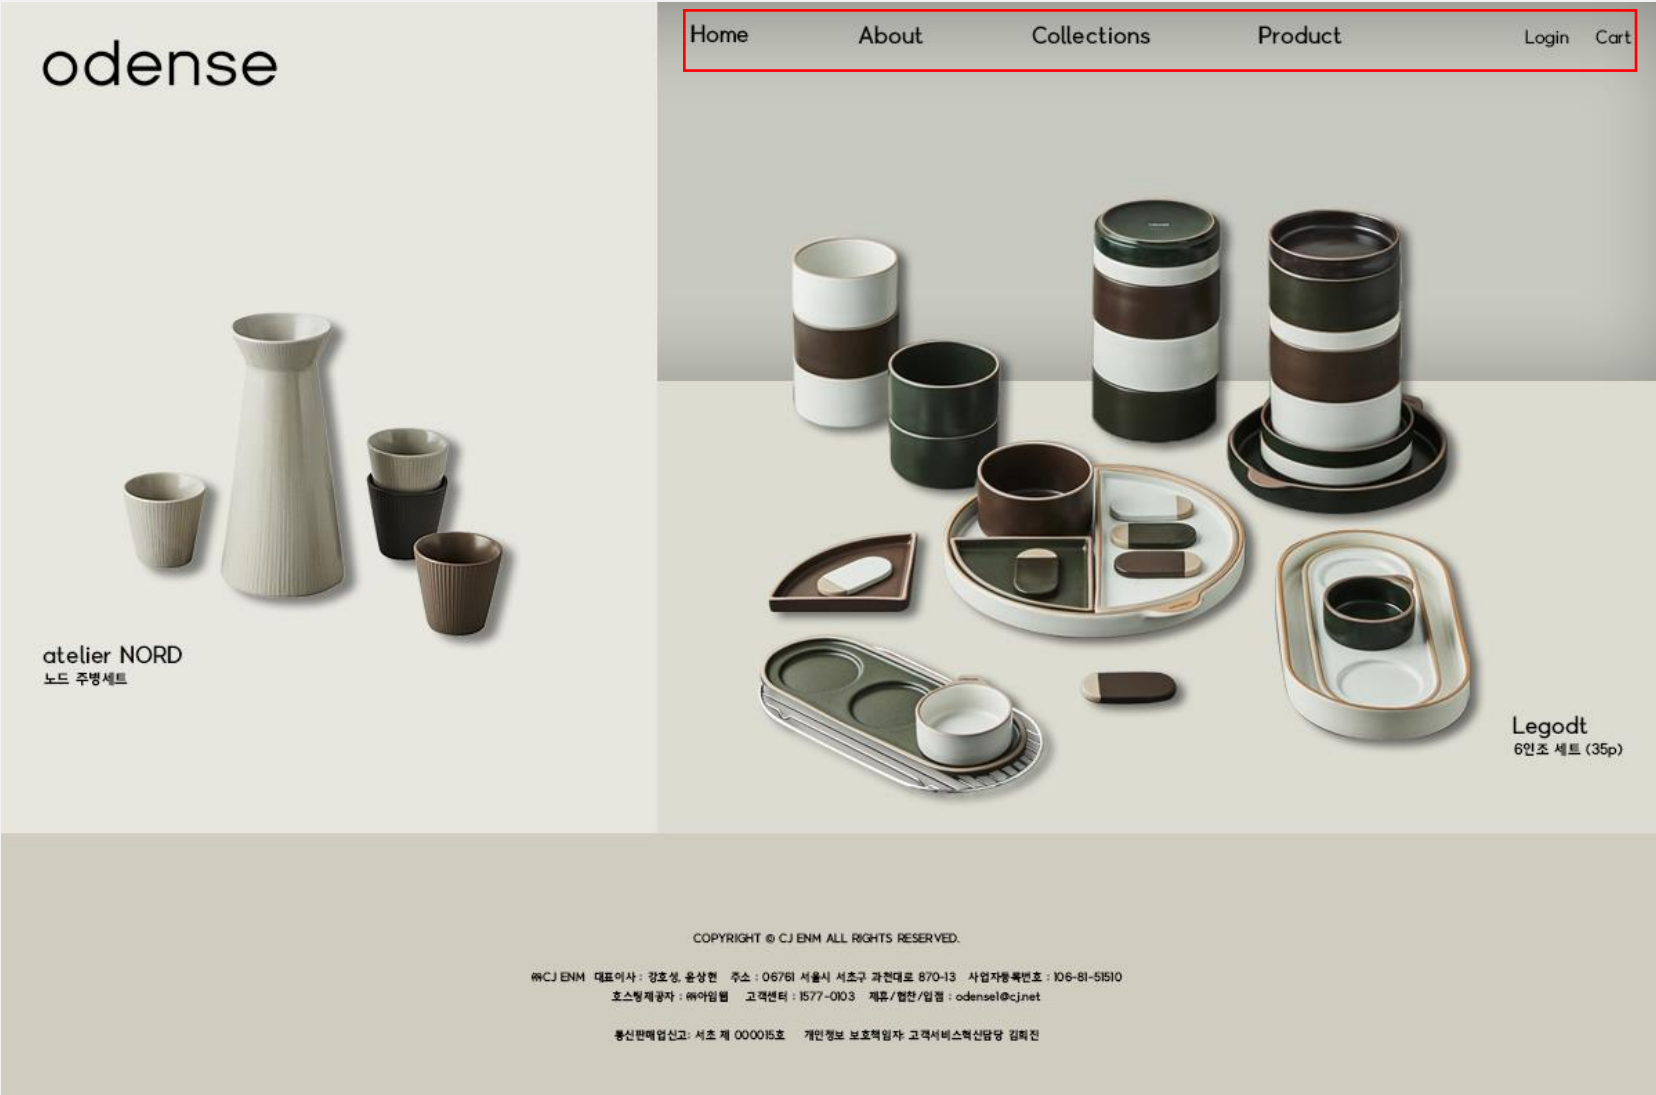 odense
Home About Collections Product Login Cart
atelier NORD
노드 주병세트
Legodt
6인조 세트 (35p)
COPYRIGHT © CJ ENM ALL RIGHTS RESERVED.
㈜CJ ENM 대표이사 : 강호성, 윤상현 주소 : 06761 서울시 서초구 과천대로 870-13 사업자등록번호 : 106-81-51510
호스팅제공자 : ㈜아임웹 고객센터 : 1577-0103 제휴/협찬/입점 : odense1@cj.net
통신판매업신고: 서초 제 000015호 개인정보 보호책임자: 고객서비스혁신담당 김희진